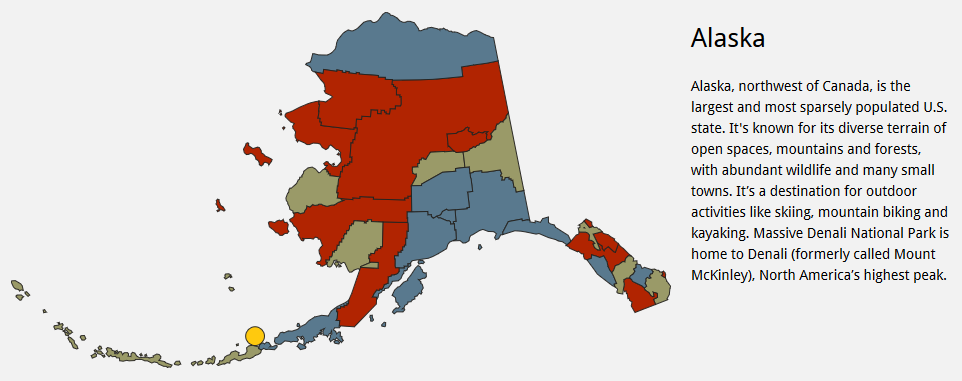 Alaska
Alaska, northwest of Canada, is the
largest and most sparsely populated U.S.
state. It's known for its diverse terrain of
open spaces, mountains and forests,
with abundant wildlife and many small
towns. It’s a destination for outdoor
activities like skiing, mountain biking and
kayaking. Massive Denali National Park is
home to Denali (formerly called Mount
McKinley), North America’s highest peak.